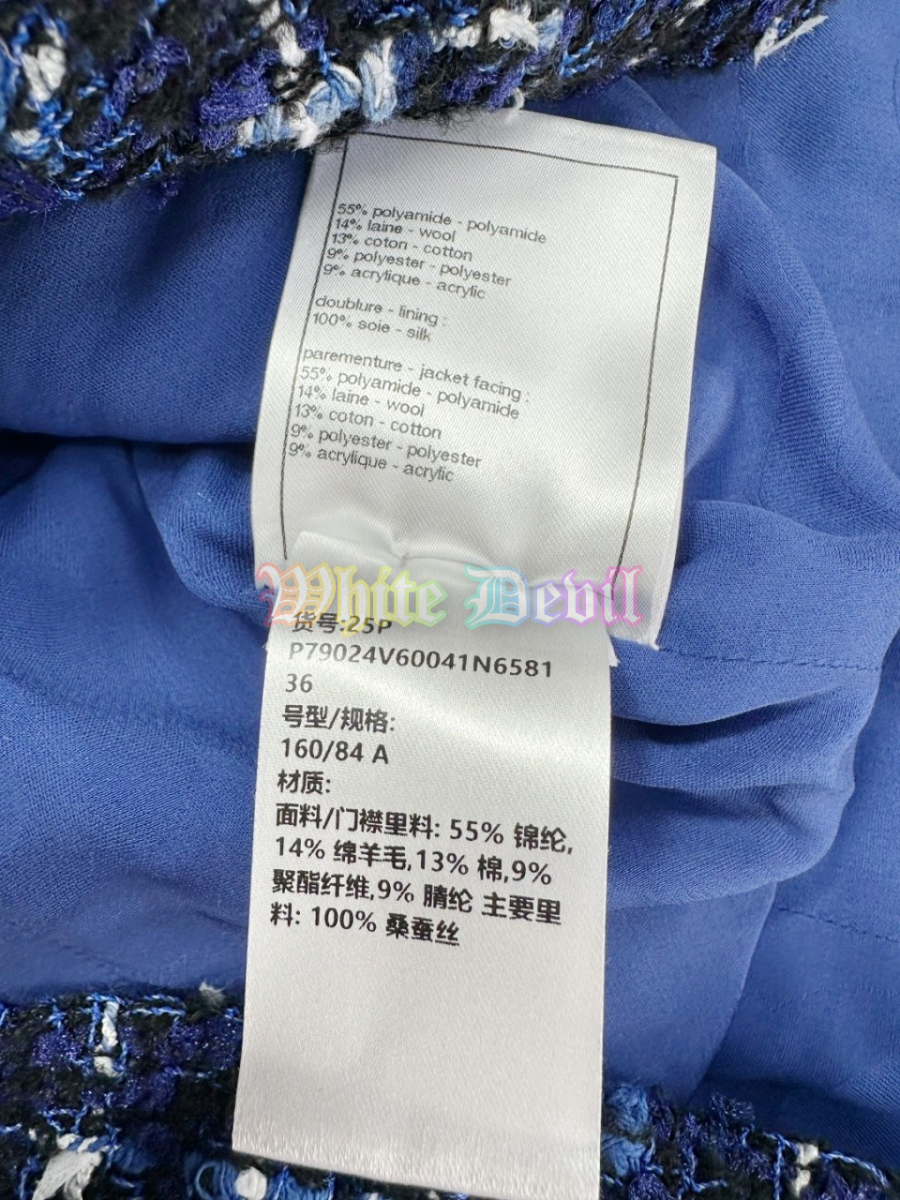 55% polyamide - polyamide
14% laine - wool
13% coton - cotton
9% polyester - polyester
9% acrylique - acrylic
doublure - lining :
100% soie - silk
parementure - jacket facing :
55% polyamide - polyamide
14% laine - wool
13% coton - cotton
9% polyester - polyester
9% acrylique - acrylic
White Devil
货号:25P
P79024V60041N6581
36
号型/规格:
160/84 A
材质:
面料/门襟里料: 55% 锦纶,
14% 绵羊毛,13% 棉,9%
聚酯纤维,9% 腈纶 主要里
料: 100% 桑蚕丝